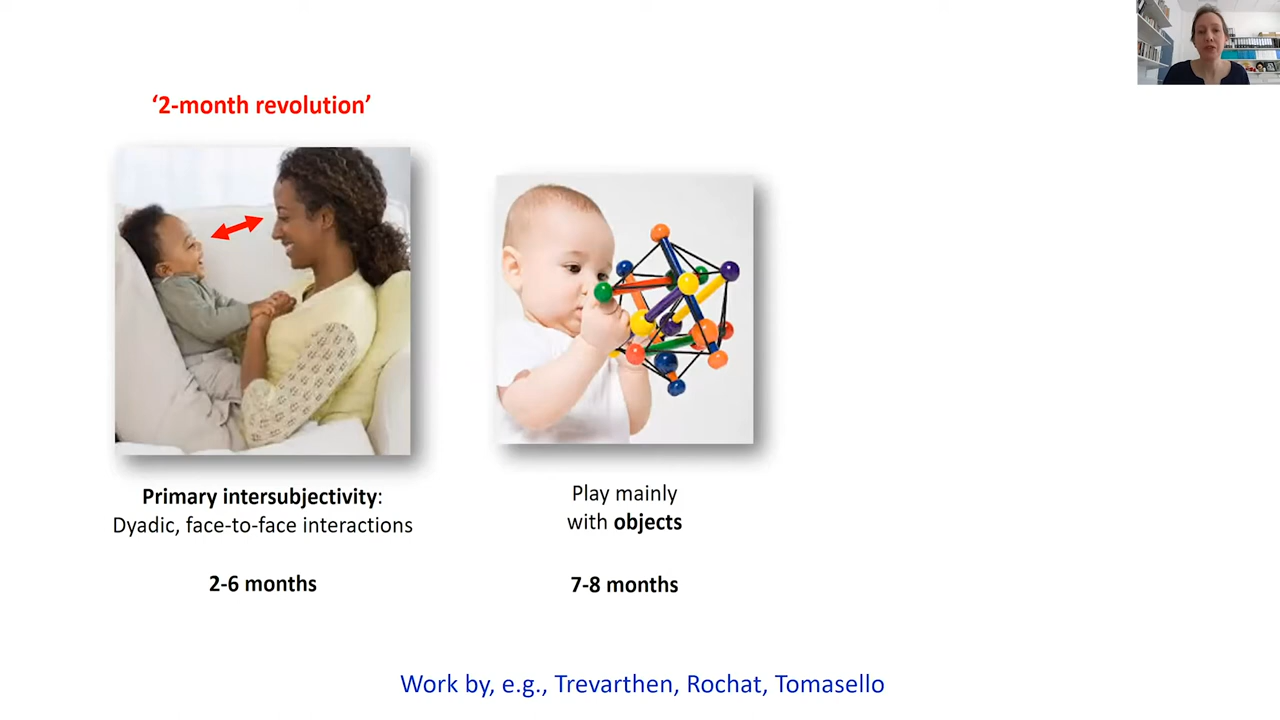 ‘2-month revolution’
Primary intersubjectivity:
Dyadic, face-to-face interactions
2-6 months
Play mainly
with objects
7-8 months
Work by, e.g., Trevarthen, Rochat, Tomasello